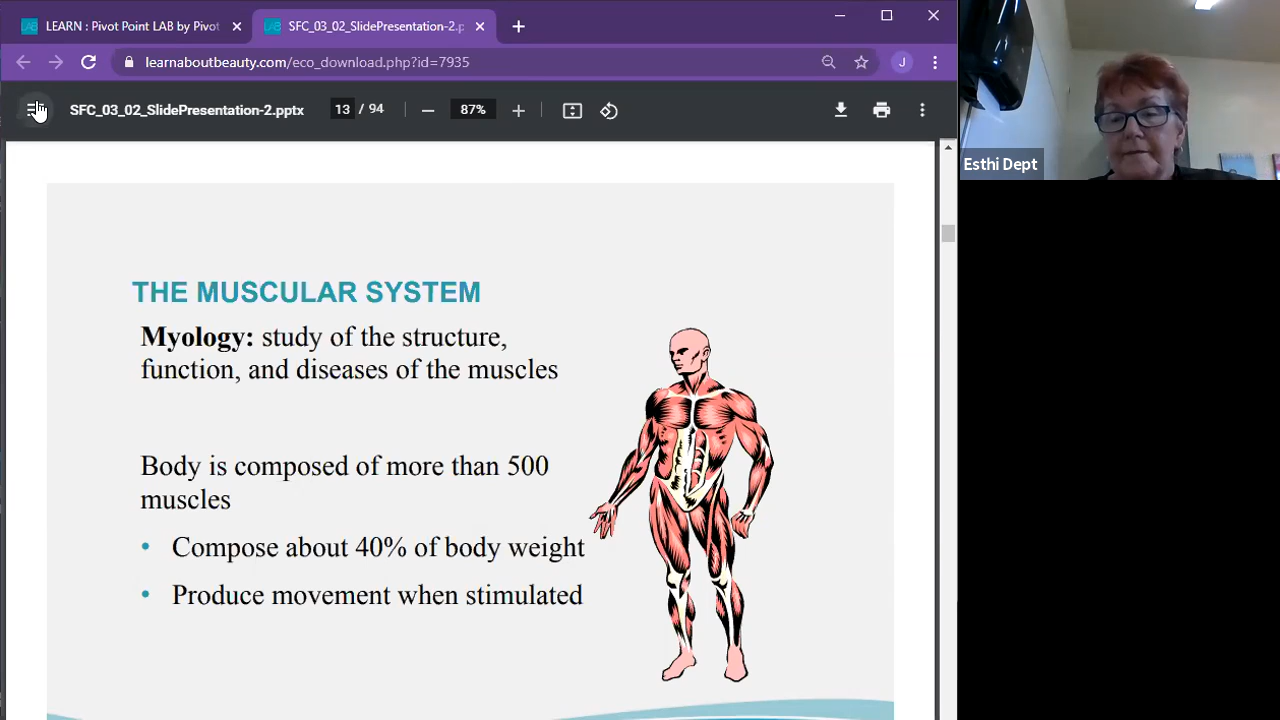 LEARN : Pivot Point LAB by Pivot
SFC_03_02_SlidePresentation-2.p
learnaboutbeauty.com/eco_download.php?id=7935
J
SFC_03_02_SlidePresentation-2.pptx
13 / 94
87%
Esthi Dept
THE MUSCULAR SYSTEM
Myology: study of the structure,
function, and diseases of the muscles
Body is composed of more than 500
muscles
• Compose about 40% of body weight
• Produce movement when stimulated